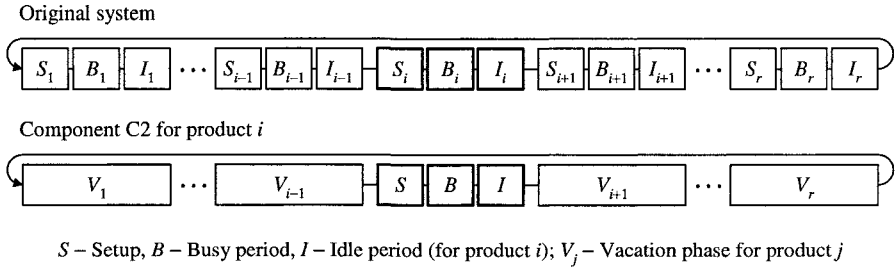 Original system
S₁ B₁ I₁ ··· Sᵢ₋₁ Bᵢ₋₁ Iᵢ₋₁ Sᵢ Bᵢ Iᵢ Sᵢ₊₁ Bᵢ₊₁ Iᵢ₊₁ ··· Sᵣ Bᵣ Iᵣ
Component C2 for product i
V₁ ··· Vᵢ₋₁ S B I Vᵢ₊₁ ··· Vᵣ
S – Setup, B – Busy period, I – Idle period (for product i); Vⱼ – Vacation phase for product j